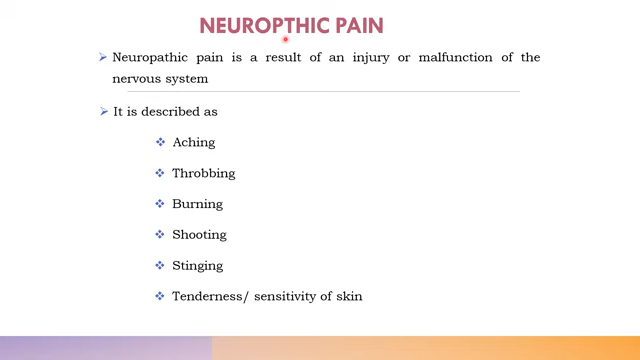 NEUROPTHIC PAIN
Neuropathic pain is a result of an injury or malfunction of the
nervous system
It is described as
Aching
Throbbing
Burning
Shooting
Stinging
Tenderness/ sensitivity of skin